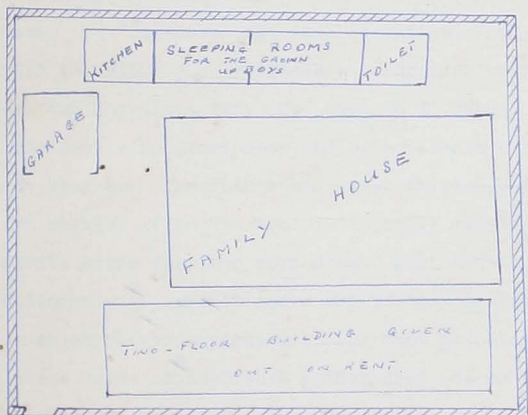 KITCHEN
SLEEPING ROOMS
FOR THE GROWN
UP BOYS
TOILET
GARAGE
FAMILY HOUSE
TWO-FLOOR BUILDING GIVEN
OUT ON RENT.